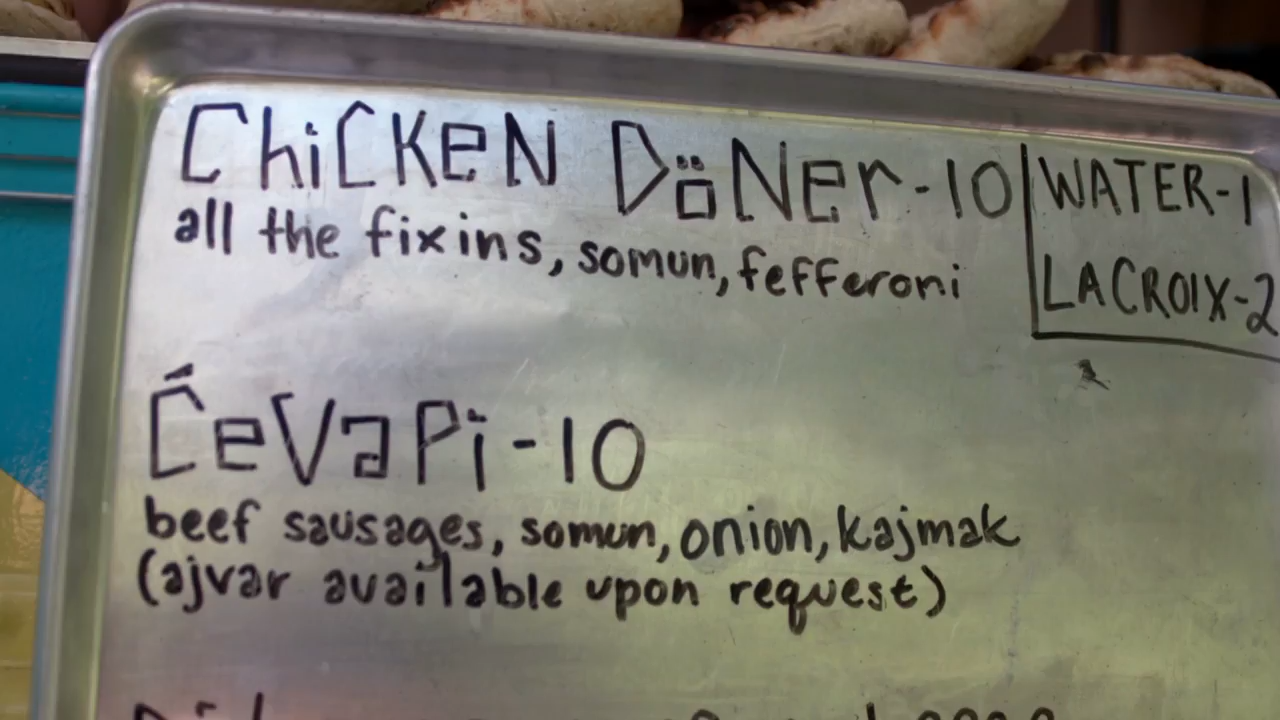 ChiCKeN DöNer-10
all the fixins, somun, fefferoni
WATER-1
LACROIX-2
ĆeVaPi-10
beef sausages, somun, onion, kajmak
(ajvar available upon request)